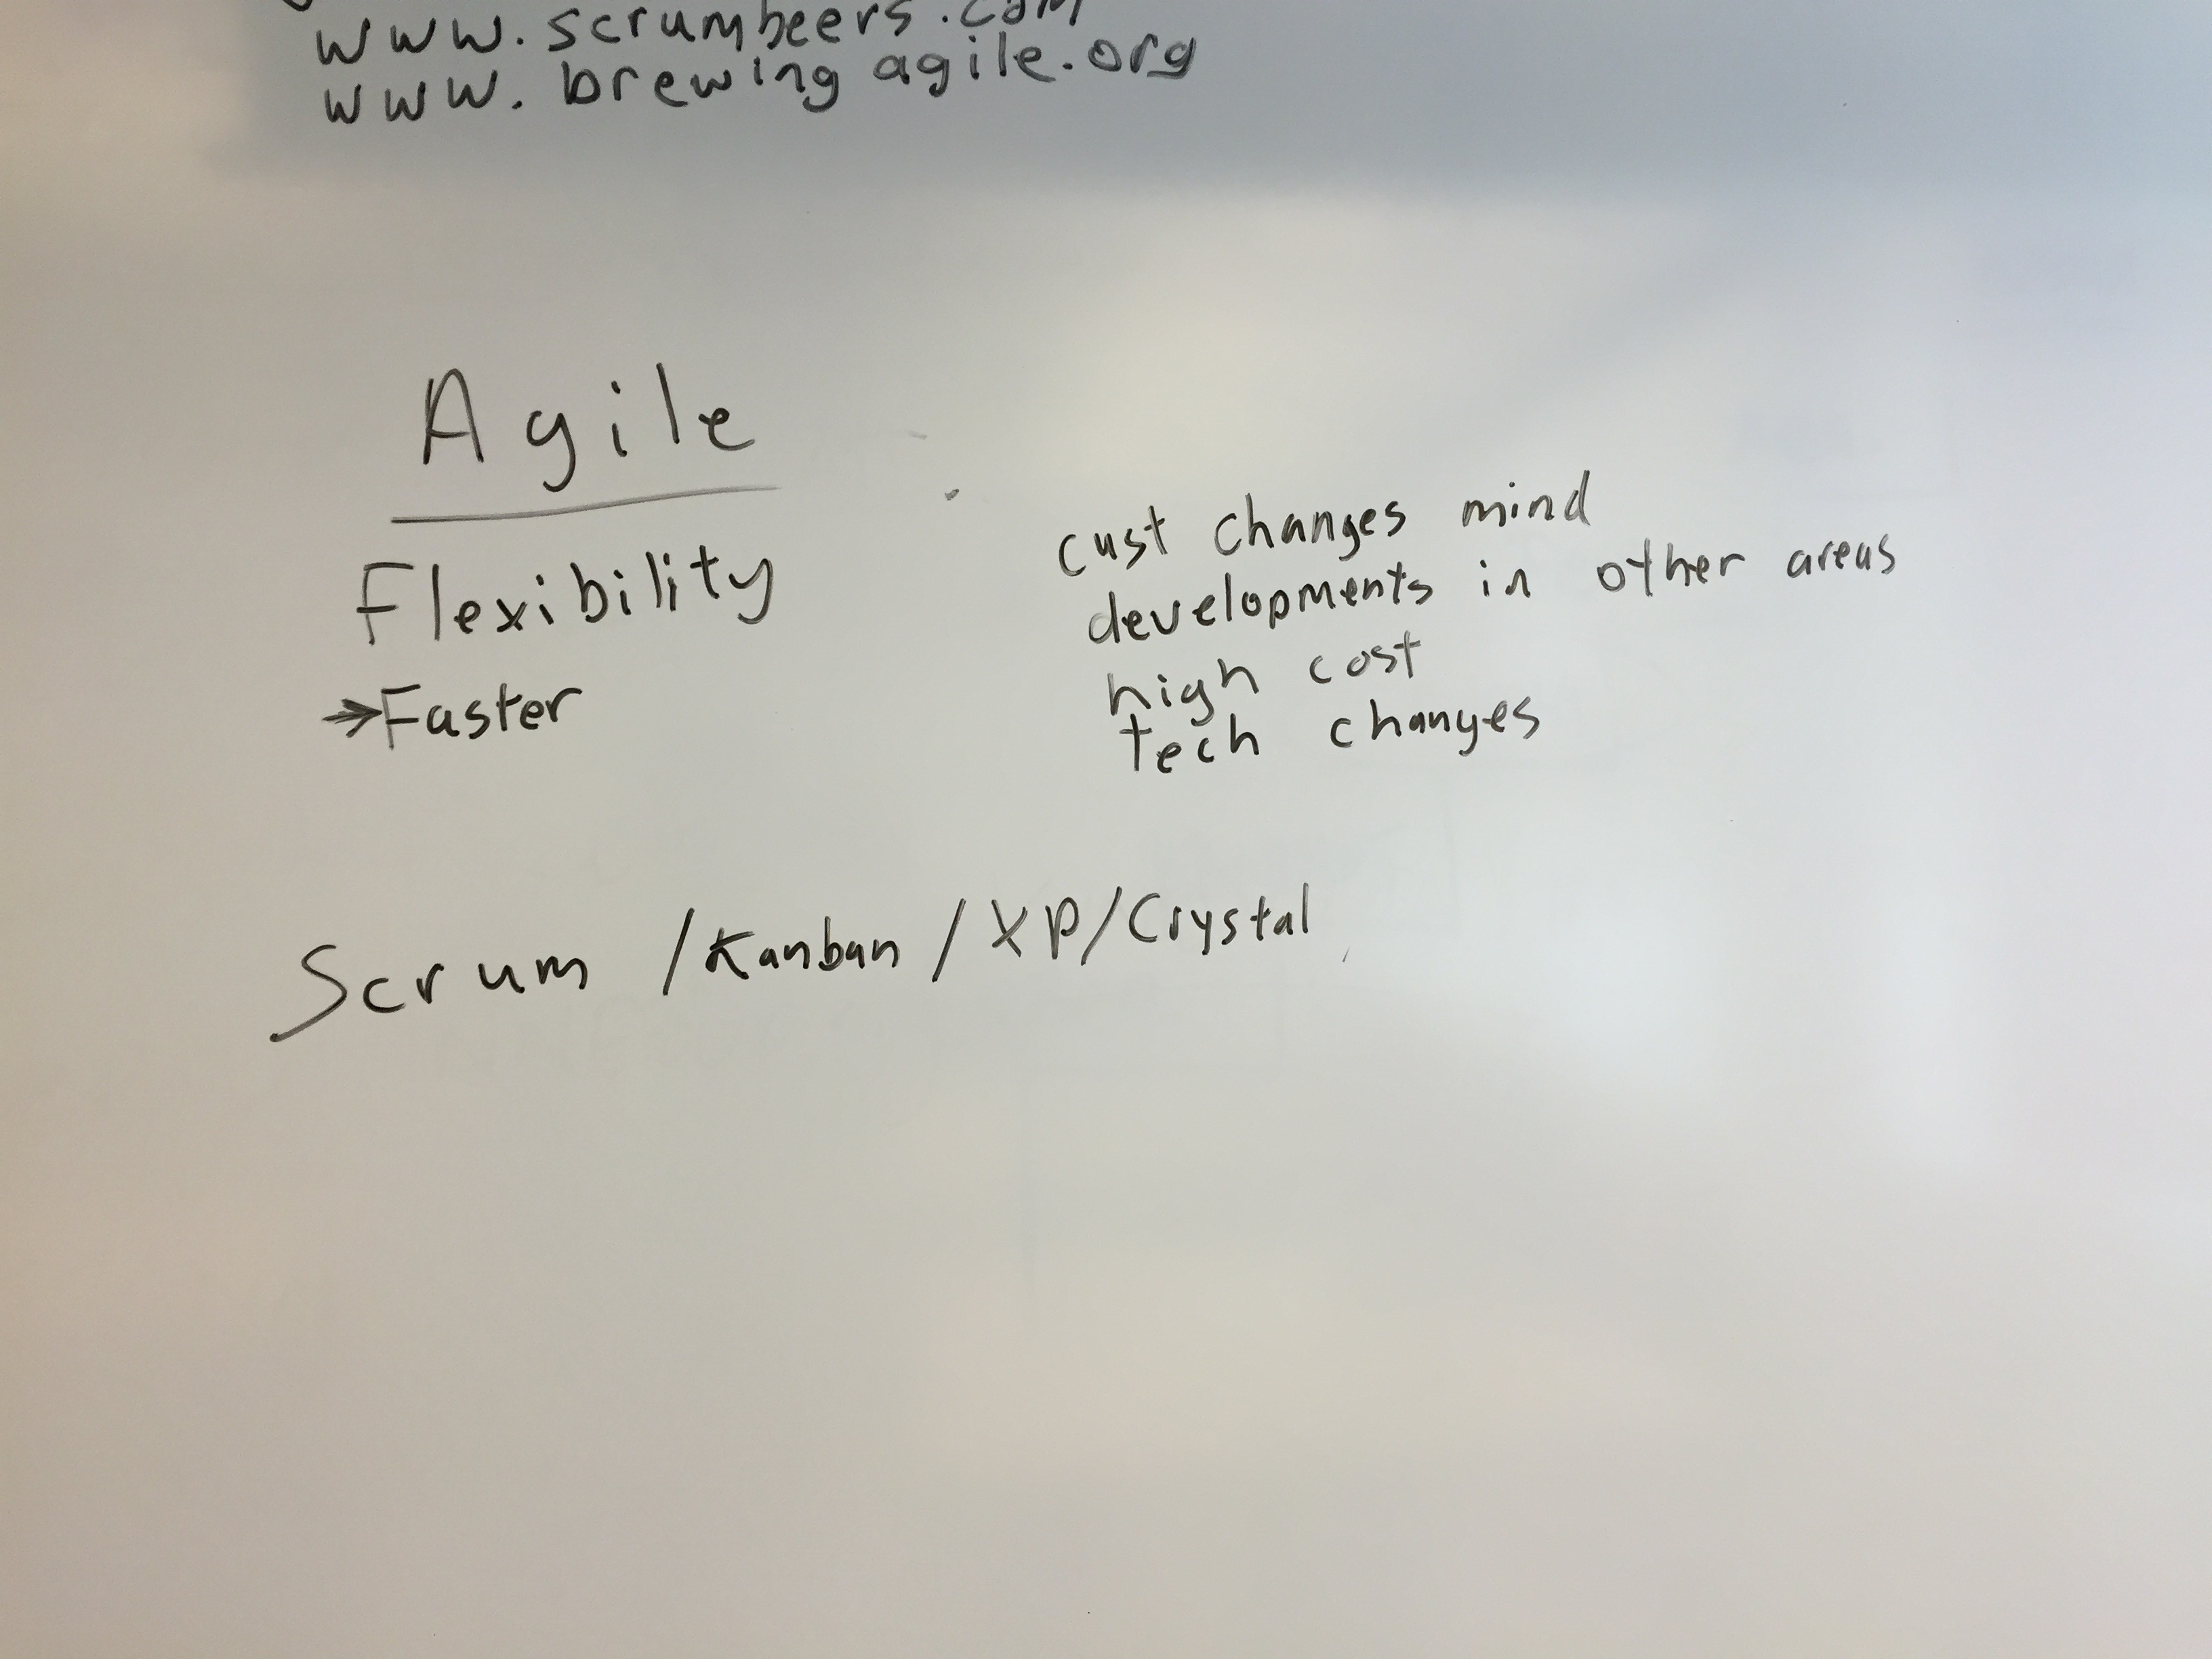 www.scrumbeers.com
www.brewingagile.org
Agile
Flexibility
→Faster
cust changes mind
developments in other areas
high cost
tech changes
Scrum /Kanban / XP/Crystal